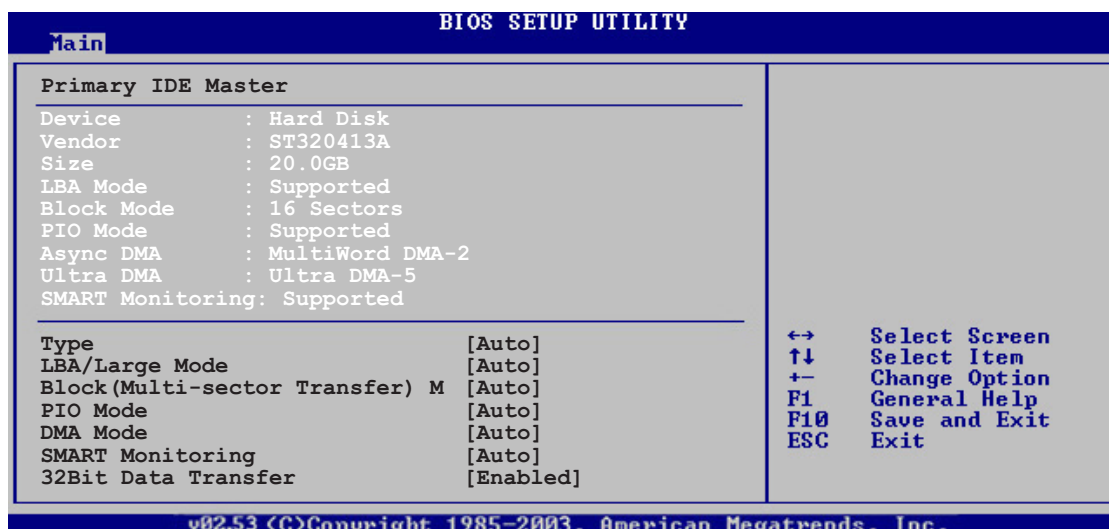 BIOS SETUP UTILITY
Main
Primary IDE Master
Device : Hard Disk
Vendor : ST320413A
Size : 20.0GB
LBA Mode : Supported
Block Mode : 16 Sectors
PIO Mode : Supported
Async DMA : MultiWord DMA-2
Ultra DMA : Ultra DMA-5
SMART Monitoring: Supported
Type [Auto]
LBA/Large Mode [Auto]
Block(Multi-sector Transfer) M [Auto]
PIO Mode [Auto]
DMA Mode [Auto]
SMART Monitoring [Auto]
32Bit Data Transfer [Enabled]
←→ Select Screen
↑↓ Select Item
+- Change Option
F1 General Help
F10 Save and Exit
ESC Exit
v02.53 (C)Copyright 1985-2003, American Megatrends, Inc.